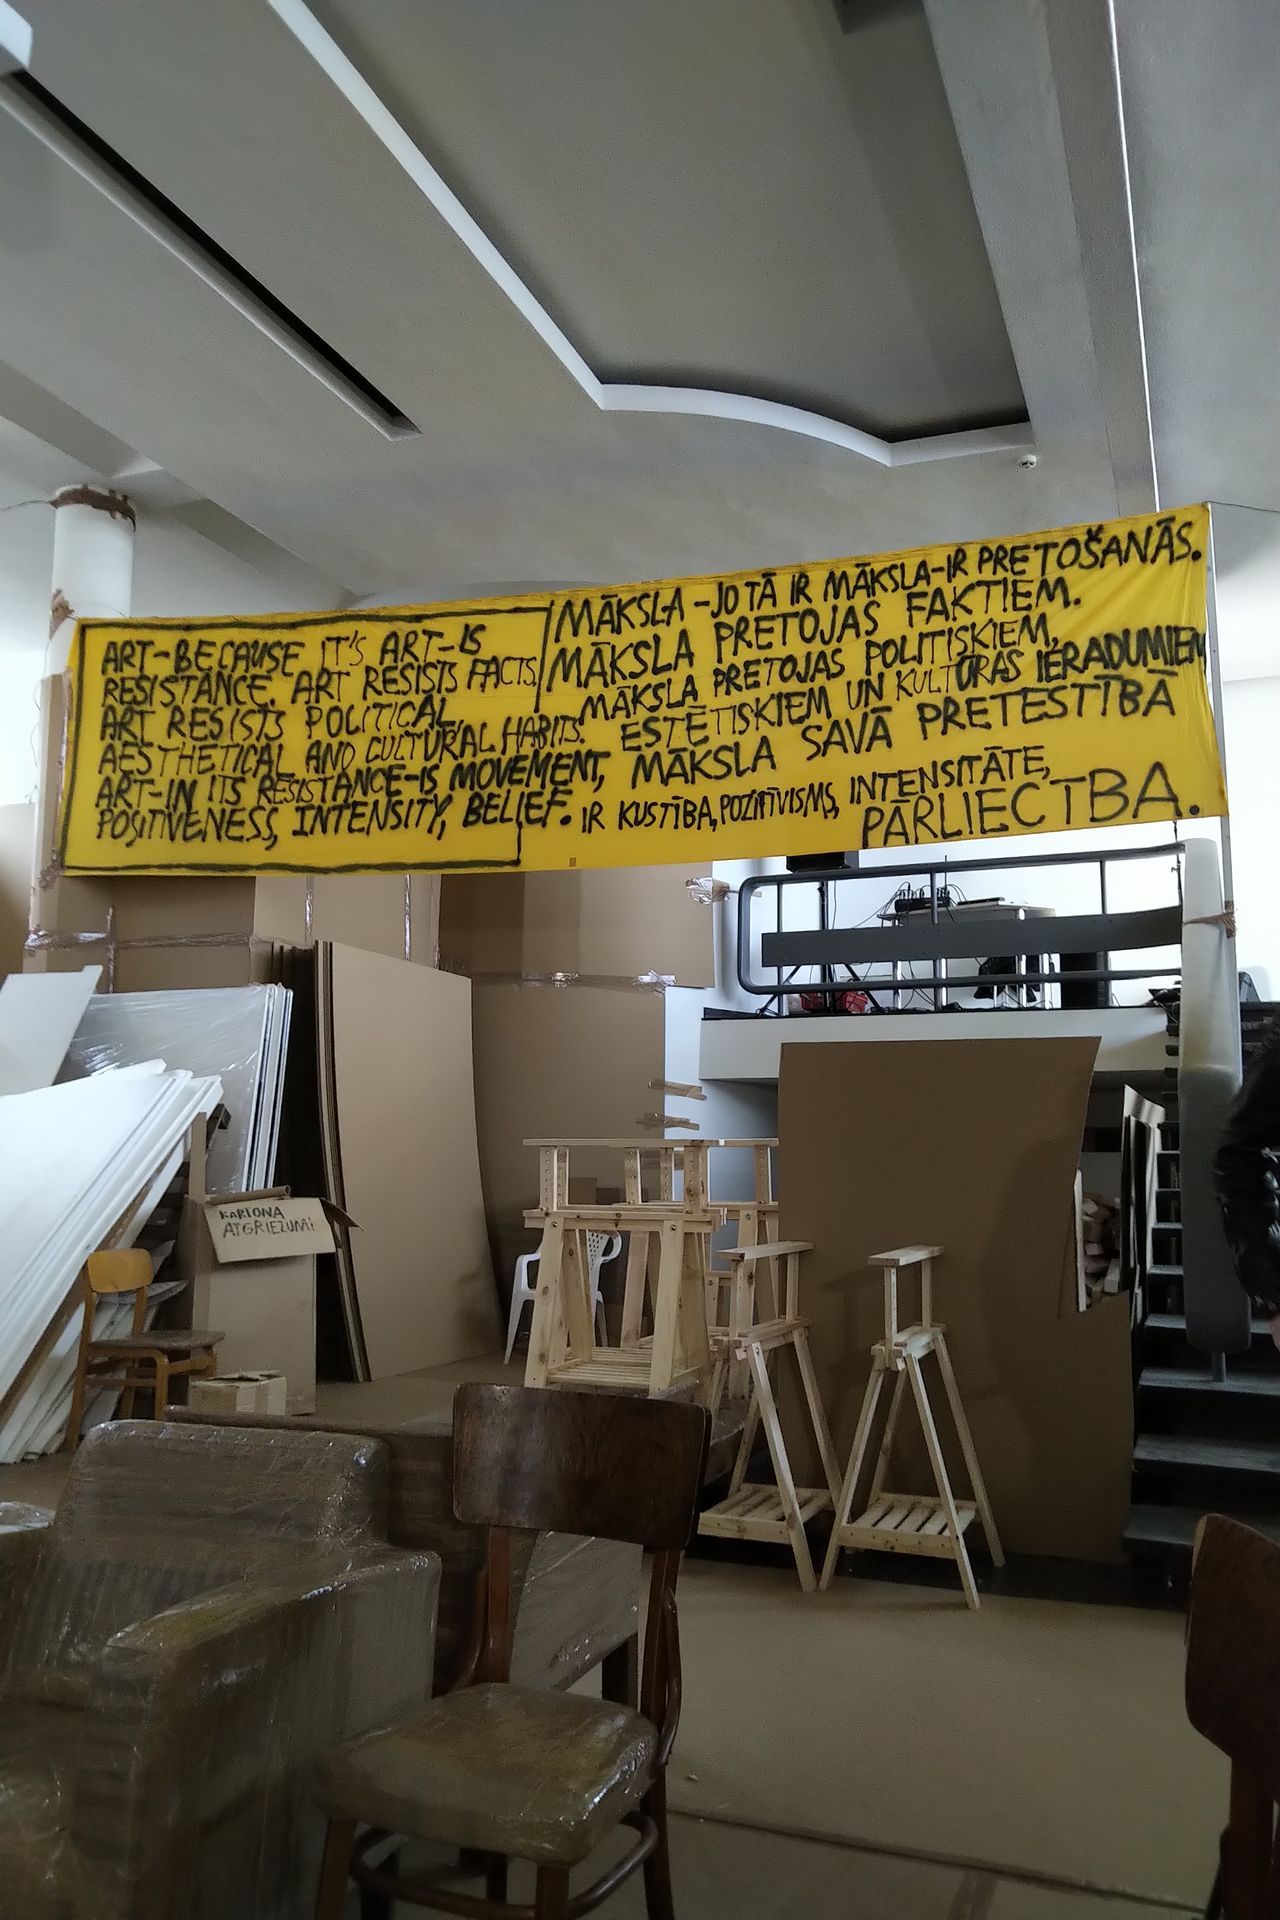 ART-BECAUSE IT'S ART-IS
RESISTANCE. ART RESISTS FACTS.
ART RESISTS POLITICAL,
AESTHETICAL AND CULTURAL HABITS.
ART-IN ITS RESISTANCE-IS MOVEMENT,
POSITIVENESS, INTENSITY, BELIEF.
MĀKSLA-JO TĀ IR MĀKSLA-IR PRETOŠANĀS.
MĀKSLA PRETOJAS FAKTIEM.
MĀKSLA PRETOJAS POLITISKIEM,
ESTĒTISKIEM UN KULTŪRAS IERADUMIEM
MĀKSLA SAVĀ PRETESTĪBĀ
IR KUSTĪBA, POZITĪVISMS, INTENSITĀTE,
PĀRLIECTBA.
KARTONA
ATGRIEZUMI